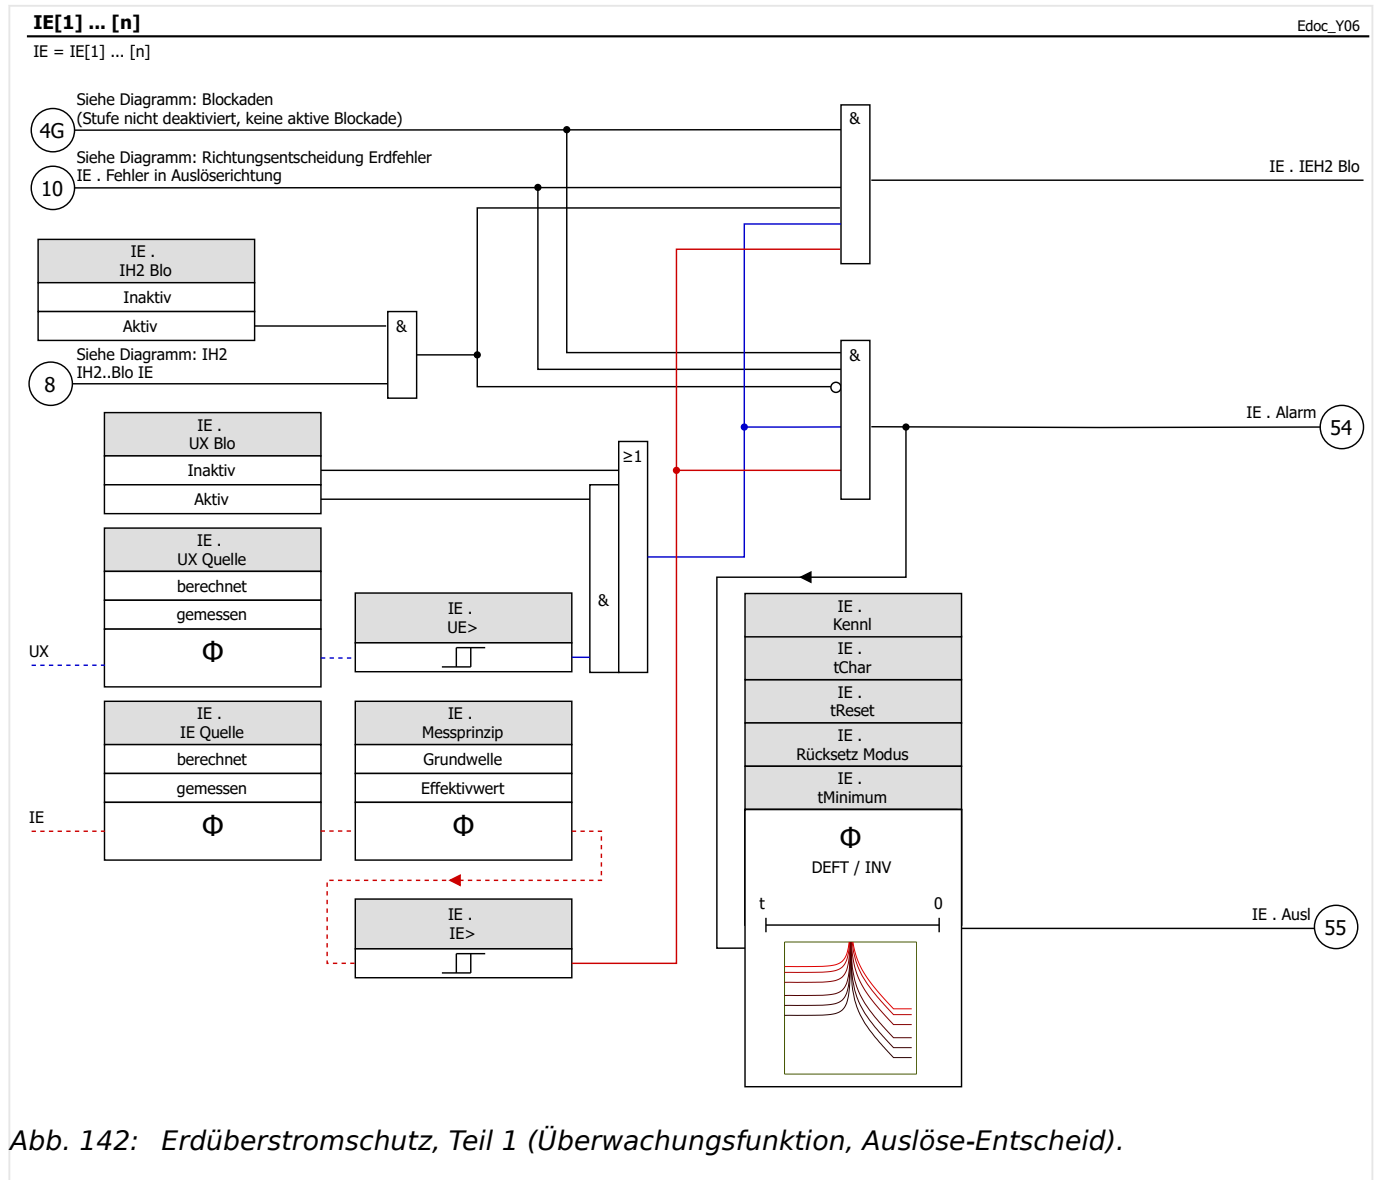 IE[1] ... [n]
Edoc_Y06
IE = IE[1] ... [n]
Siehe Diagramm: Blockaden
(Stufe nicht deaktiviert, keine aktive Blockade)
4G
&
Siehe Diagramm: Richtungsentscheidung Erdfehler
IE . Fehler in Auslöserichtung
10
IE . IEH2 Blo
IE .
IH2 Blo
Inaktiv
Aktiv
&
Siehe Diagramm: IH2
IH2..Blo IE
8
&
IE . Alarm
54
IE .
UX Blo
Inaktiv
Aktiv
≥1
&
IE .
UX Quelle
berechnet
gemessen
Φ
UX
IE .
UE>
IE .
IE Quelle
berechnet
gemessen
Φ
IE
IE .
Messprinzip
Grundwelle
Effektivwert
Φ
IE .
IE>
IE .
Kennl
IE .
tChar
IE .
tReset
IE .
Rücksetz Modus
IE .
tMinimum
Φ
DEFT / INV
t 0
IE . Ausl
55
Abb. 142: Erdüberstromschutz, Teil 1 (Überwachungsfunktion, Auslöse-Entscheid).